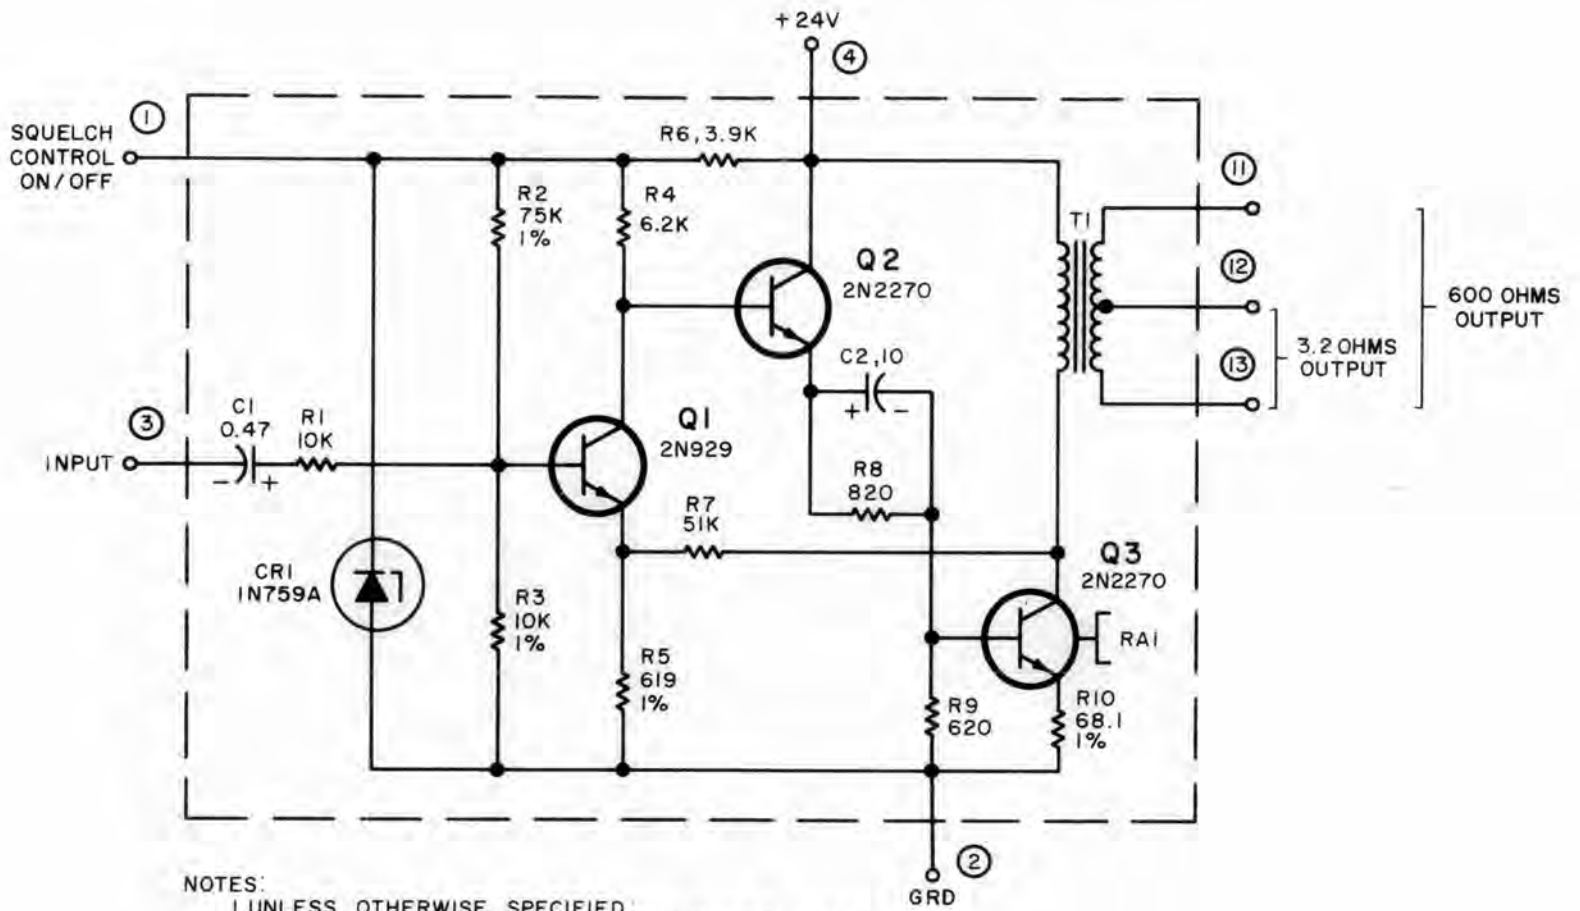 +24V
④
①
SQUELCH
CONTROL
ON/OFF
R6, 3.9K
R2
75K
1%
R4
6.2K
Q2
2N2270
T1
⑪
⑫
⑬
600 OHMS
OUTPUT
3.2 OHMS
OUTPUT
C2, 10
+ -
③
INPUT
C1
0.47
- +
R1
10K
Q1
2N929
R8
820
R7
51K
Q3
2N2270
CR1
1N759A
R3
10K
1%
R5
619
1%
RA1
R9
620
R10
68.1
1%
②
GRD
NOTES:
1. UNLESS OTHERWISE SPECIFIED: